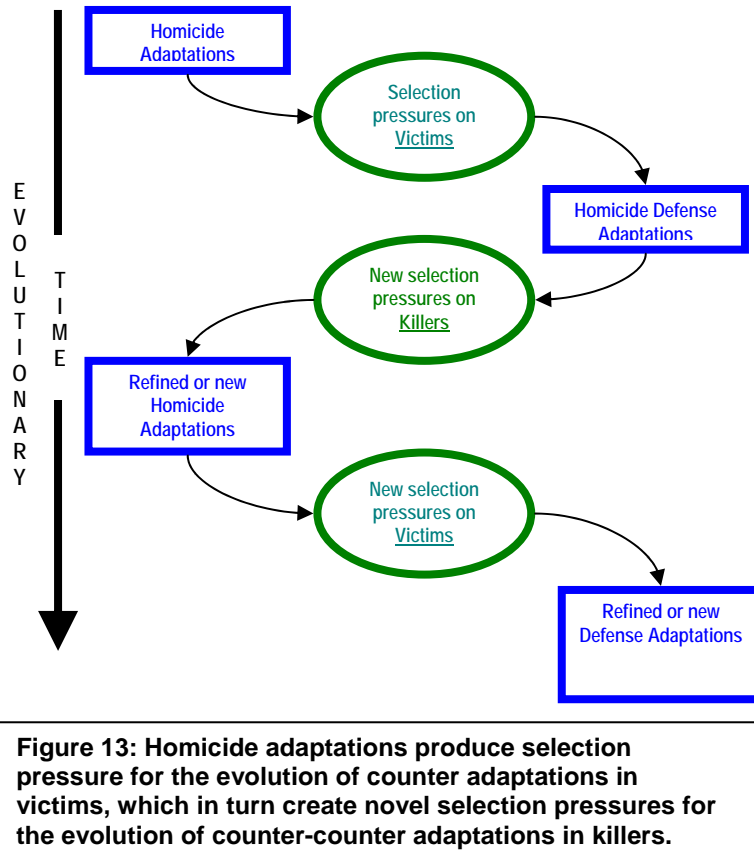 Homicide
Adaptations
Selection
pressures on
Victims
EVOLUTIONARY
TIME
Homicide Defense
Adaptations
New selection
pressures on
Killers
Refined or new
Homicide
Adaptations
New selection
pressures on
Victims
Refined or new
Defense Adaptations
Figure 13: Homicide adaptations produce selection
pressure for the evolution of counter adaptations in
victims, which in turn create novel selection pressures for
the evolution of counter-counter adaptations in killers.